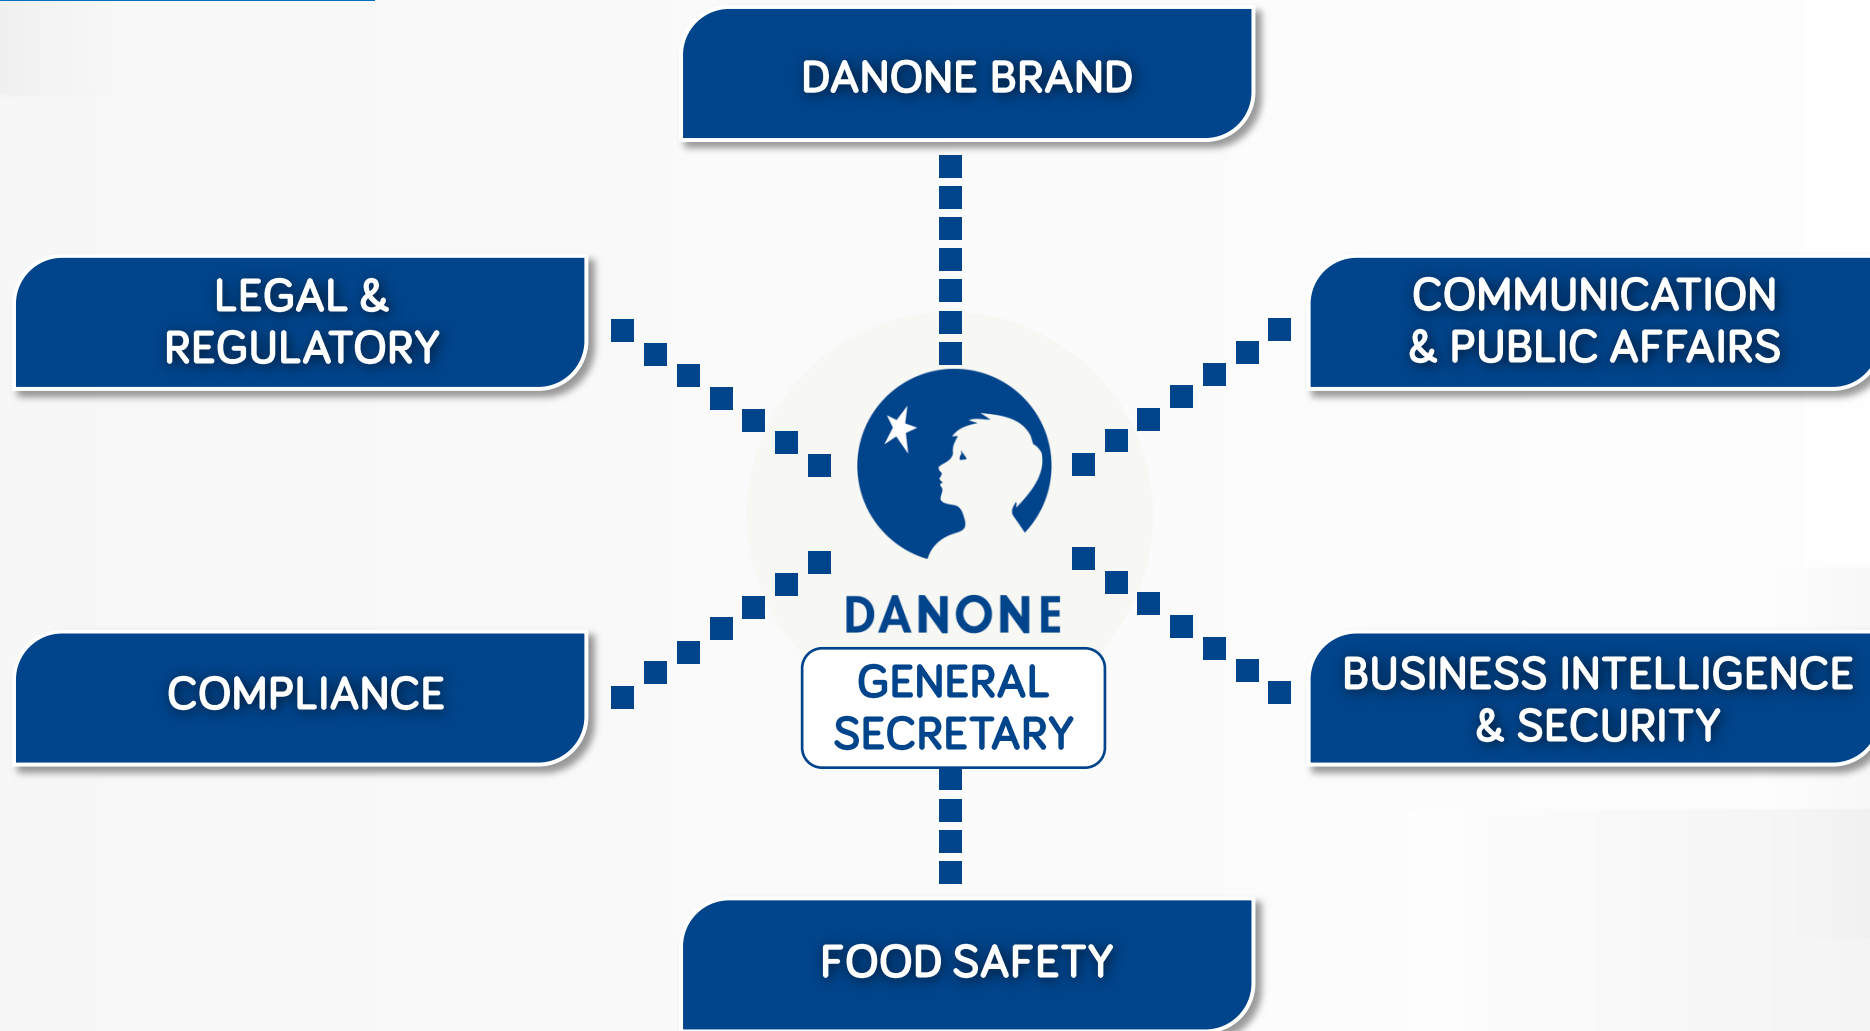 DANONE BRAND
LEGAL &
REGULATORY
COMMUNICATION
& PUBLIC AFFAIRS
DANONE
GENERAL
SECRETARY
COMPLIANCE
BUSINESS INTELLIGENCE
& SECURITY
FOOD SAFETY